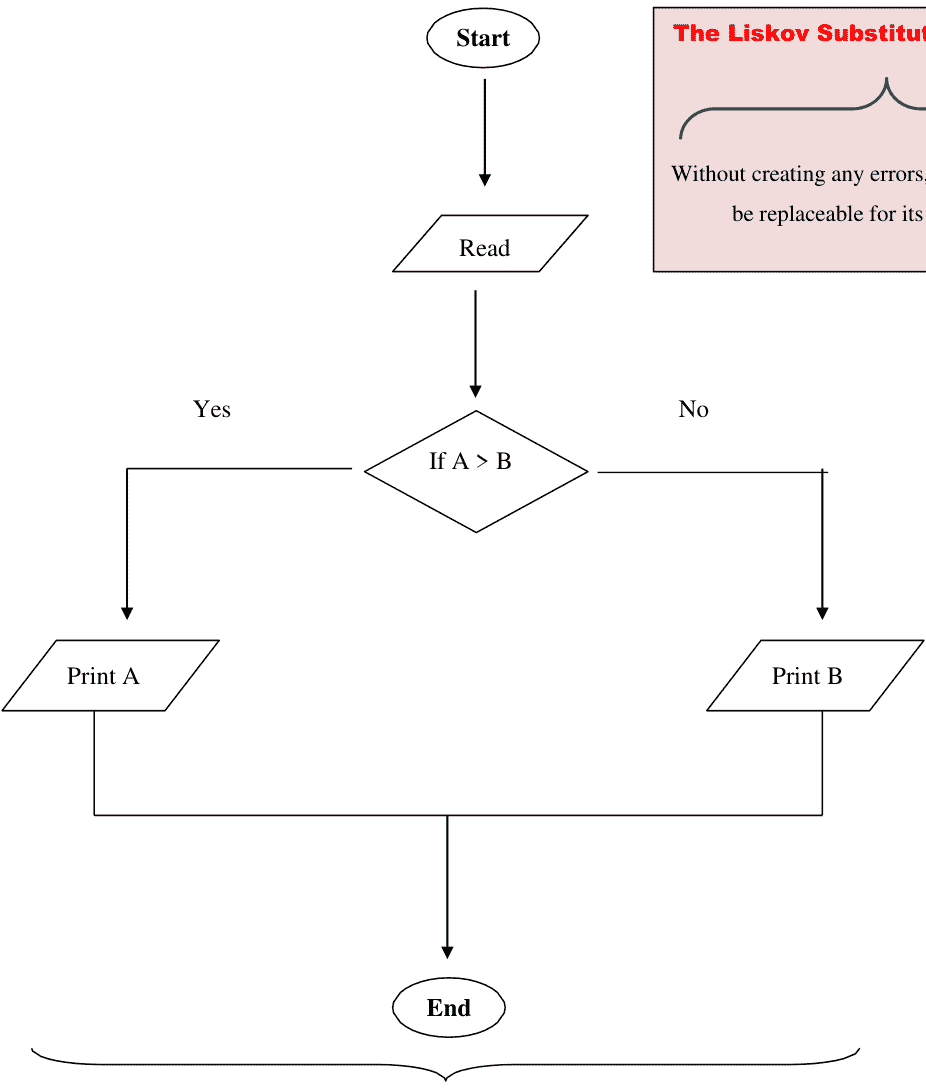 Start
The Liskov Substitut
Without creating any errors,
be replaceable for its
Read
Yes
No
If A > B
Print A
Print B
End